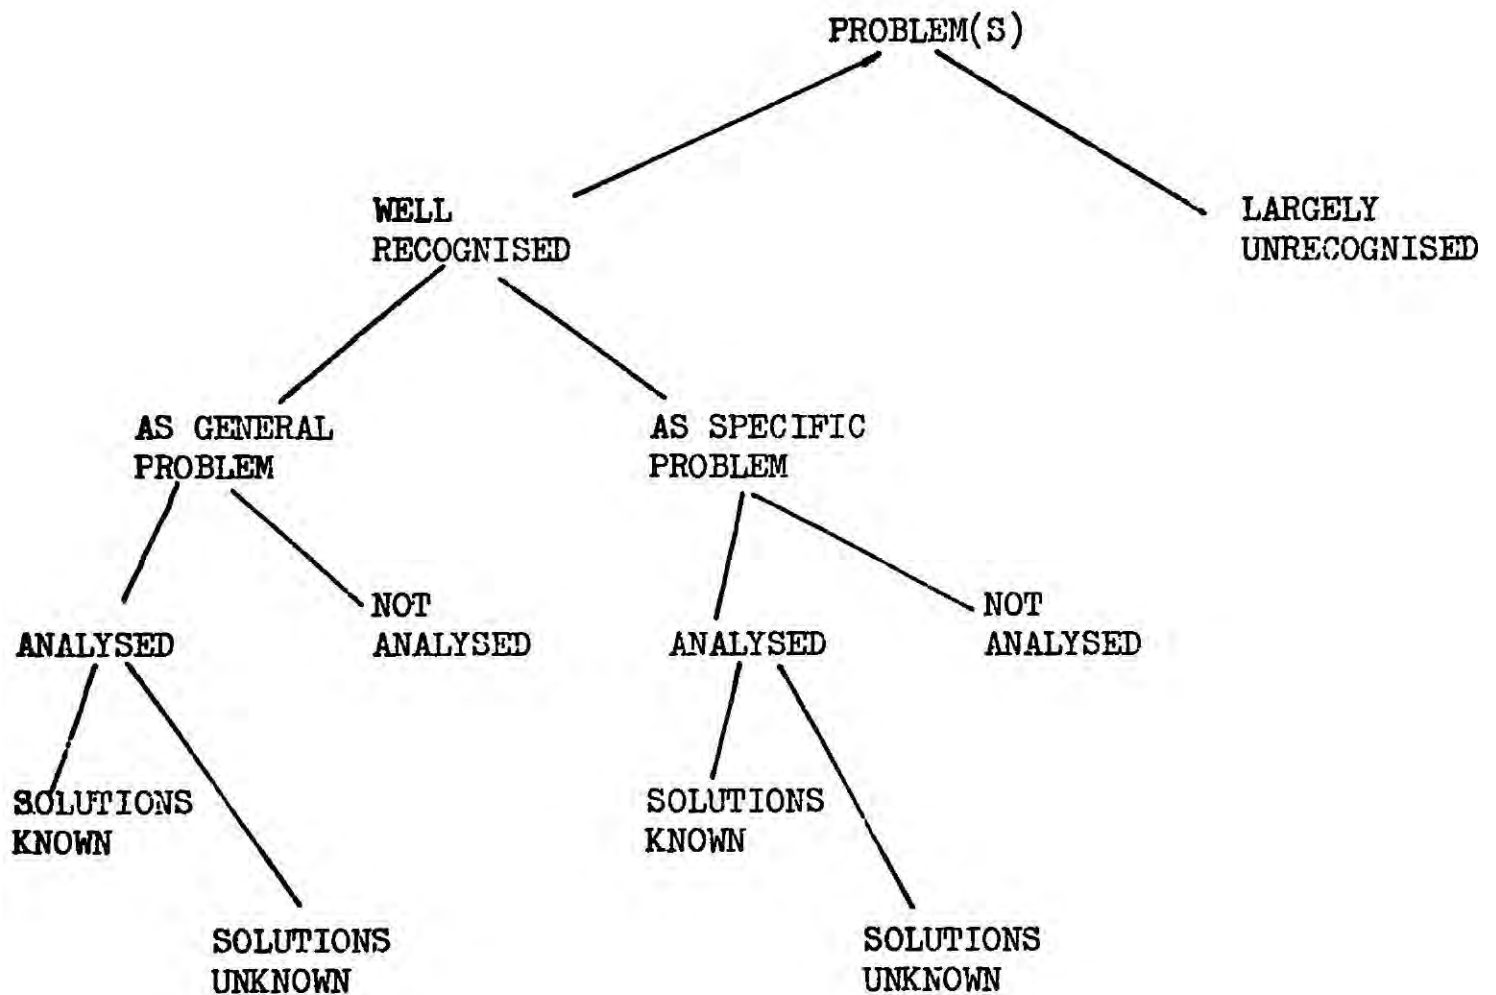 PROBLEM(S)
WELL
RECOGNISED
LARGELY
UNRECOGNISED
AS GENERAL
PROBLEM
AS SPECIFIC
PROBLEM
ANALYSED
NOT
ANALYSED
ANALYSED
NOT
ANALYSED
SOLUTIONS
KNOWN
SOLUTIONS
UNKNOWN
SOLUTIONS
KNOWN
SOLUTIONS
UNKNOWN